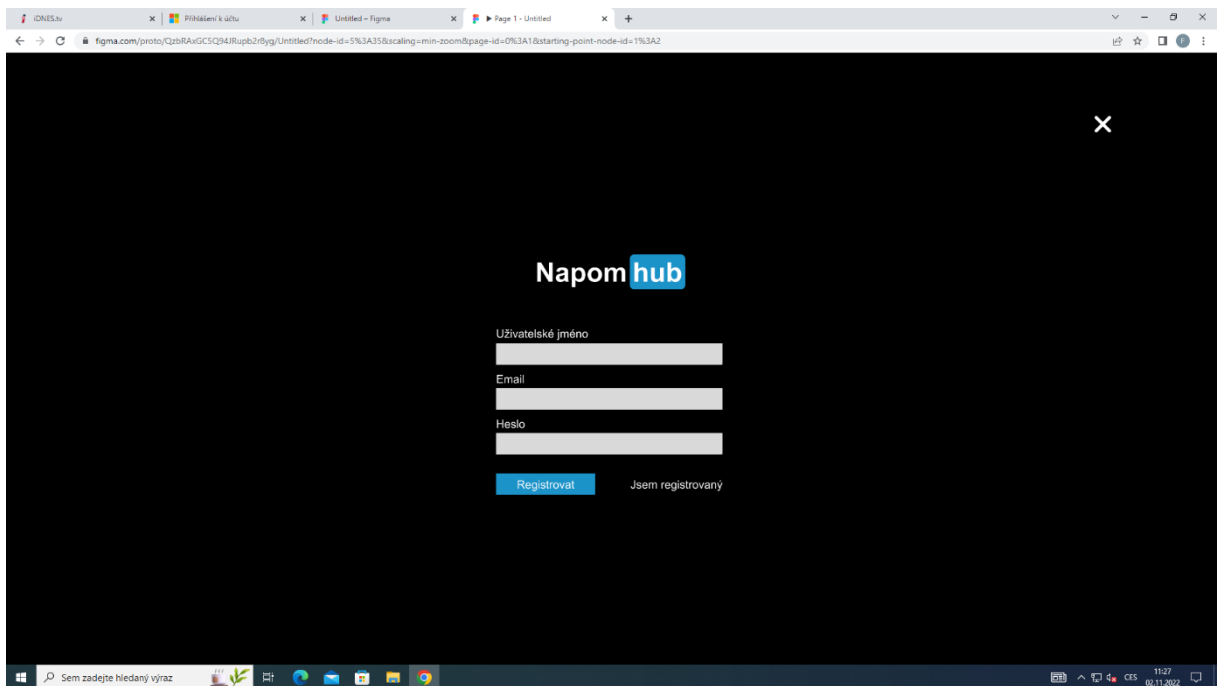 iDNES.tv
Přihlášení k účtu
Untitled – Figma
Page 1 - Untitled
figma.com/proto/QzbRAxGC5Q94JRupb2rByg/Untitled?node-id=5%3A35&scaling=min-zoom&page-id=0%3A1&starting-point-node-id=1%3A2
F
Napom hub
Uživatelské jméno
Email
Heslo
Registrovat Jsem registrovaný
Sem zadejte hledaný výraz
CES
11:27
02.11.2022